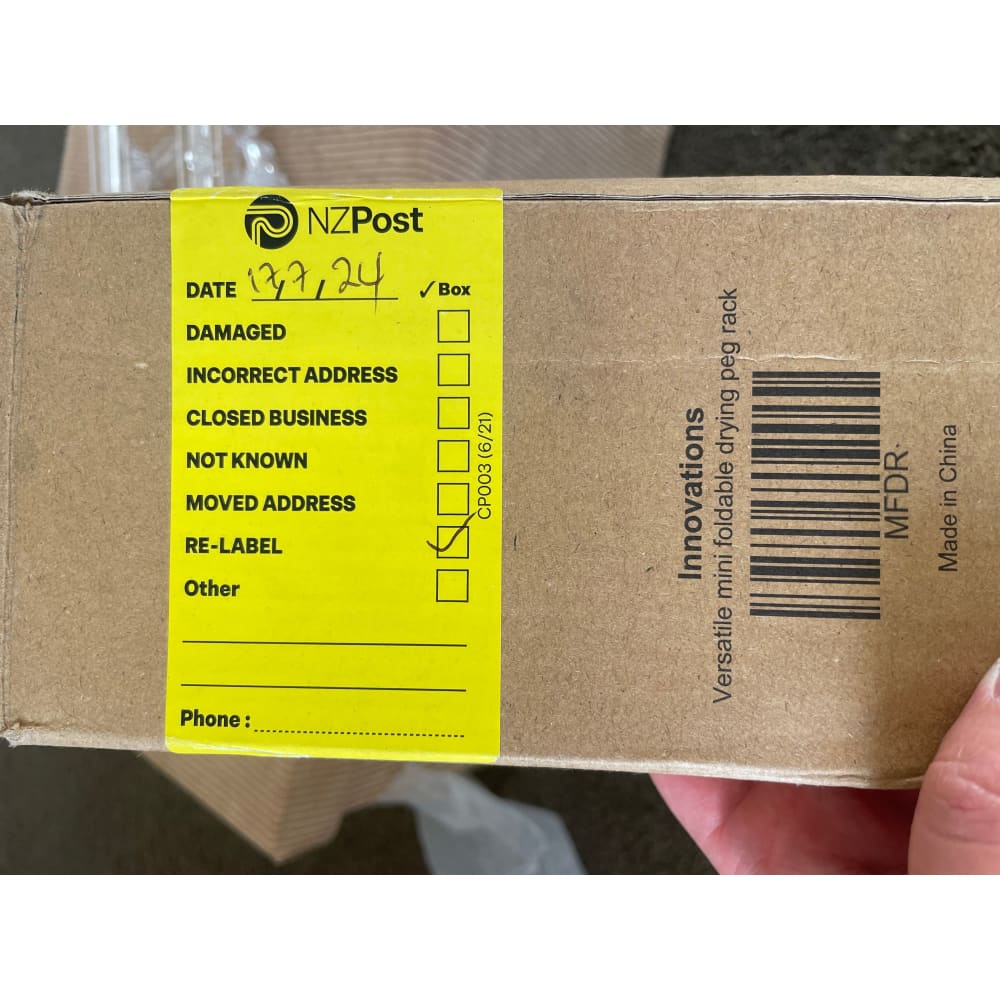 NZPost
DATE 17,7,24 ✓Box
DAMAGED
INCORRECT ADDRESS
CLOSED BUSINESS
NOT KNOWN
MOVED ADDRESS
RE-LABEL ✓
Other
Phone :
CP003 (6/21)
Innovations
Versatile mini foldable drying peg rack
MFDR
Made in China